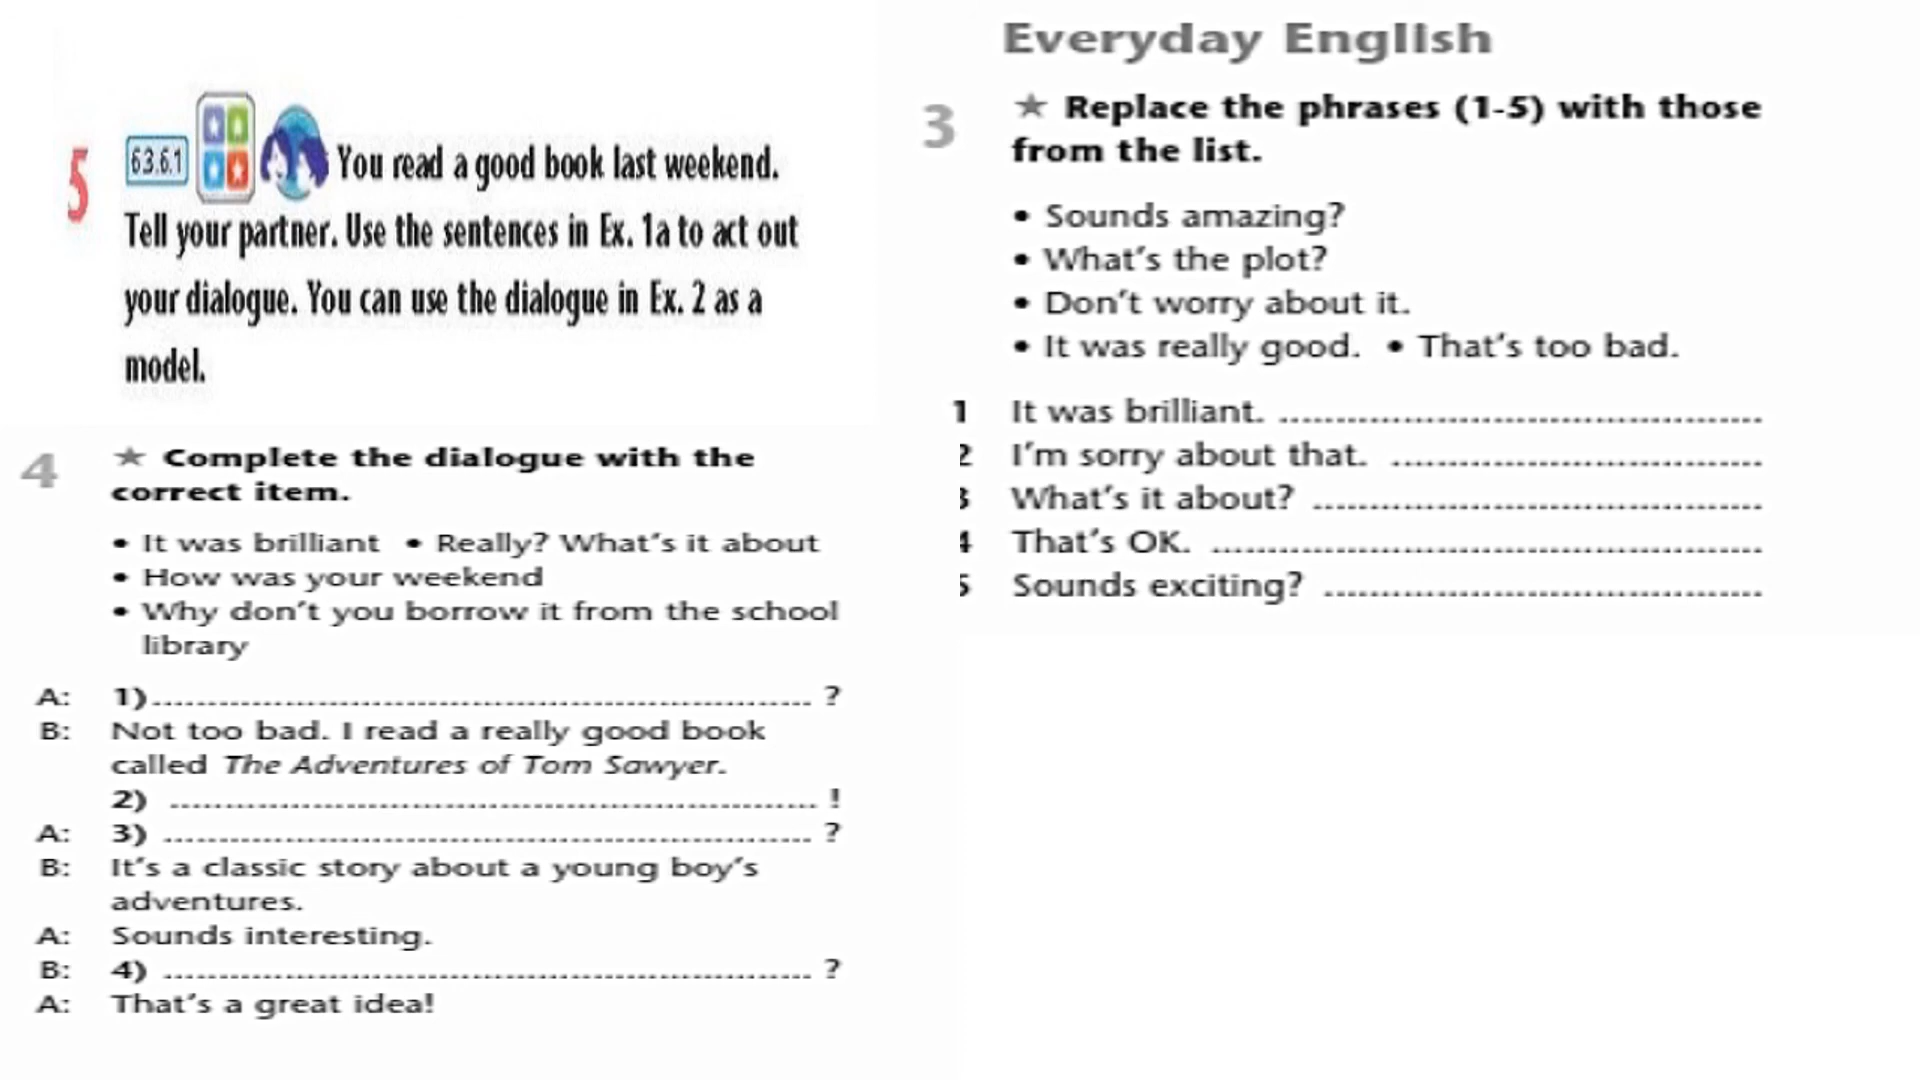 5 6.3.6.1 You read a good book last weekend.
Tell your partner. Use the sentences in Ex. 1a to act out
your dialogue. You can use the dialogue in Ex. 2 as a
model.
4 ★ Complete the dialogue with the
correct item.
• It was brilliant • Really? What's it about
• How was your weekend
• Why don't you borrow it from the school
library
A: 1).................................................. ?
B: Not too bad. I read a really good book
called The Adventures of Tom Sawyer.
2) .................................................. !
A: 3) .................................................. ?
B: It's a classic story about a young boy's
adventures.
A: Sounds interesting.
B: 4) .................................................. ?
A: That's a great idea!
Everyday English
3 ★ Replace the phrases (1-5) with those
from the list.
• Sounds amazing?
• What's the plot?
• Don't worry about it.
• It was really good. • That's too bad.
1 It was brilliant. ..................................................
2 I'm sorry about that. ........................................
3 What's it about? ..............................................
4 That's OK. ..................................................
5 Sounds exciting? .............................................